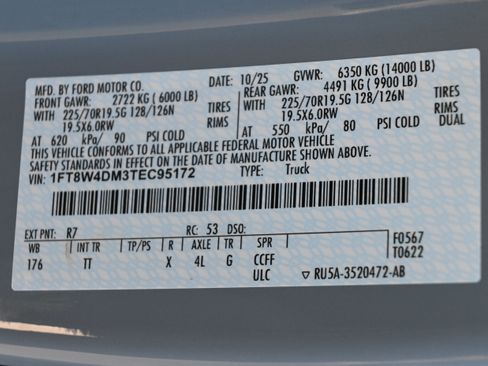 MFD. BY FORD MOTOR CO. DATE: 10/25 GVWR: 6350 KG (14000 LB)
FRONT GAWR: 2722 KG (6000 LB) REAR GAWR: 4491 KG (9900 LB)
WITH 225/70R19.5G 128/126N TIRES WITH 225/70R19.5G 128/126N TIRES
19.5X6.0RW RIMS 19.5X6.0RW RIMS
AT 620 kPa/ 90 PSI COLD AT 550 kPa/ 80 PSI COLD DUAL
THIS VEHICLE CONFORMS TO ALL APPLICABLE FEDERAL MOTOR VEHICLE
SAFETY STANDARDS IN EFFECT ON THE DATE OF MANUFACTURE SHOWN ABOVE.
VIN: 1FT8W4DM3TEC95172 TYPE: Truck
EXT PNT: R7 RC: 53 DSO:
WB INT TR TP/PS R AXLE TR SPR F0567
176 TT X 4L G CCFF T0622
ULC ▽ RU5A-3520472-AB